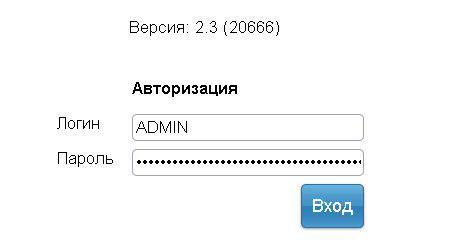 Версия: 2.3 (20666)
Авторизация
Логин ADMIN
Пароль
Вход